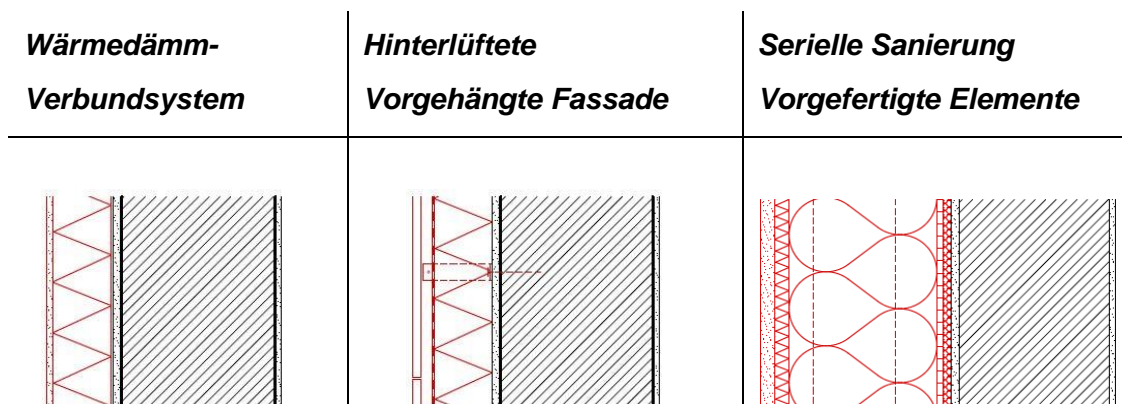 Wärmedämm-
Verbundsystem
Hinterlüftete
Vorgehängte Fassade
Serielle Sanierung
Vorgefertigte Elemente